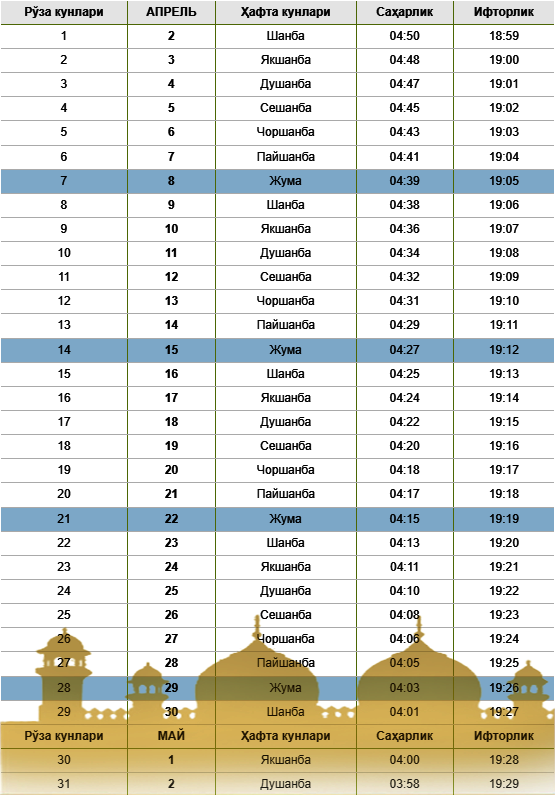 Рўза кунлари АПРЕЛЬ Ҳафта кунлари Саҳарлик Ифторлик
1 2 Шанба 04:50 18:59
2 3 Якшанба 04:48 19:00
3 4 Душанба 04:47 19:01
4 5 Сешанба 04:45 19:02
5 6 Чоршанба 04:43 19:03
6 7 Пайшанба 04:41 19:04
7 8 Жума 04:39 19:05
8 9 Шанба 04:38 19:06
9 10 Якшанба 04:36 19:07
10 11 Душанба 04:34 19:08
11 12 Сешанба 04:32 19:09
12 13 Чоршанба 04:31 19:10
13 14 Пайшанба 04:29 19:11
14 15 Жума 04:27 19:12
15 16 Шанба 04:25 19:13
16 17 Якшанба 04:24 19:14
17 18 Душанба 04:22 19:15
18 19 Сешанба 04:20 19:16
19 20 Чоршанба 04:18 19:17
20 21 Пайшанба 04:17 19:18
21 22 Жума 04:15 19:19
22 23 Шанба 04:13 19:20
23 24 Якшанба 04:11 19:21
24 25 Душанба 04:10 19:22
25 26 Сешанба 04:08 19:23
26 27 Чоршанба 04:06 19:24
27 28 Пайшанба 04:05 19:25
28 29 Жума 04:03 19:26
29 30 Шанба 04:01 19:27
Рўза кунлари МАЙ Ҳафта кунлари Саҳарлик Ифторлик
30 1 Якшанба 04:00 19:28
31 2 Душанба 03:58 19:29